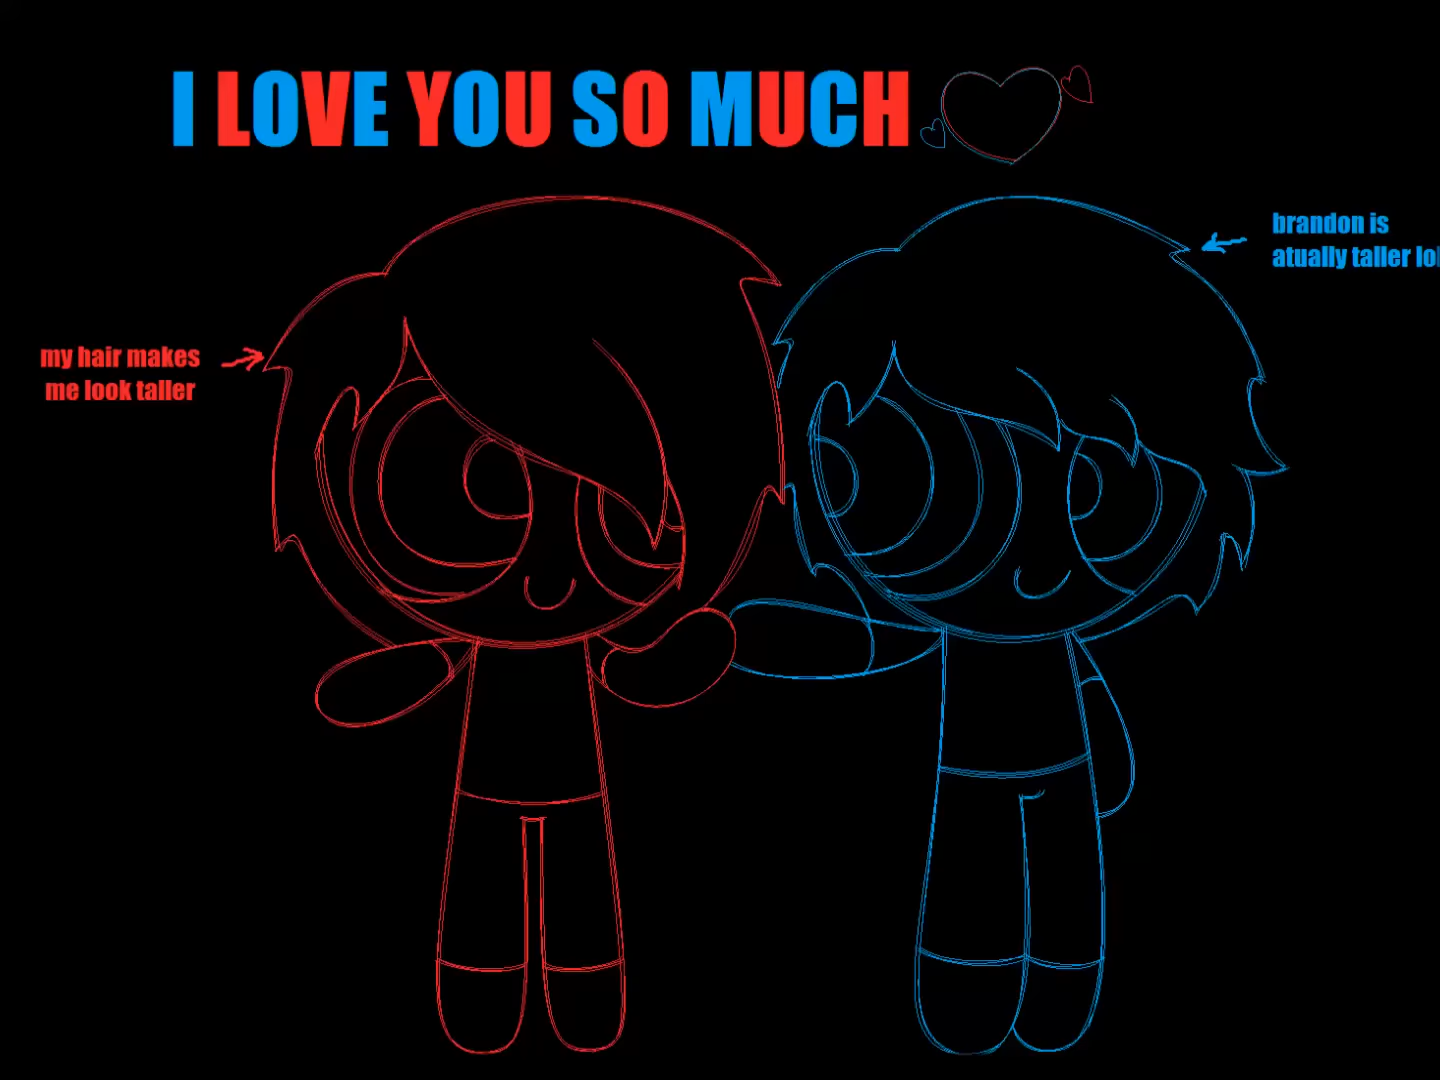 I LOVE YOU SO MUCH
brandon is
atually taller lol
my hair makes
me look taller